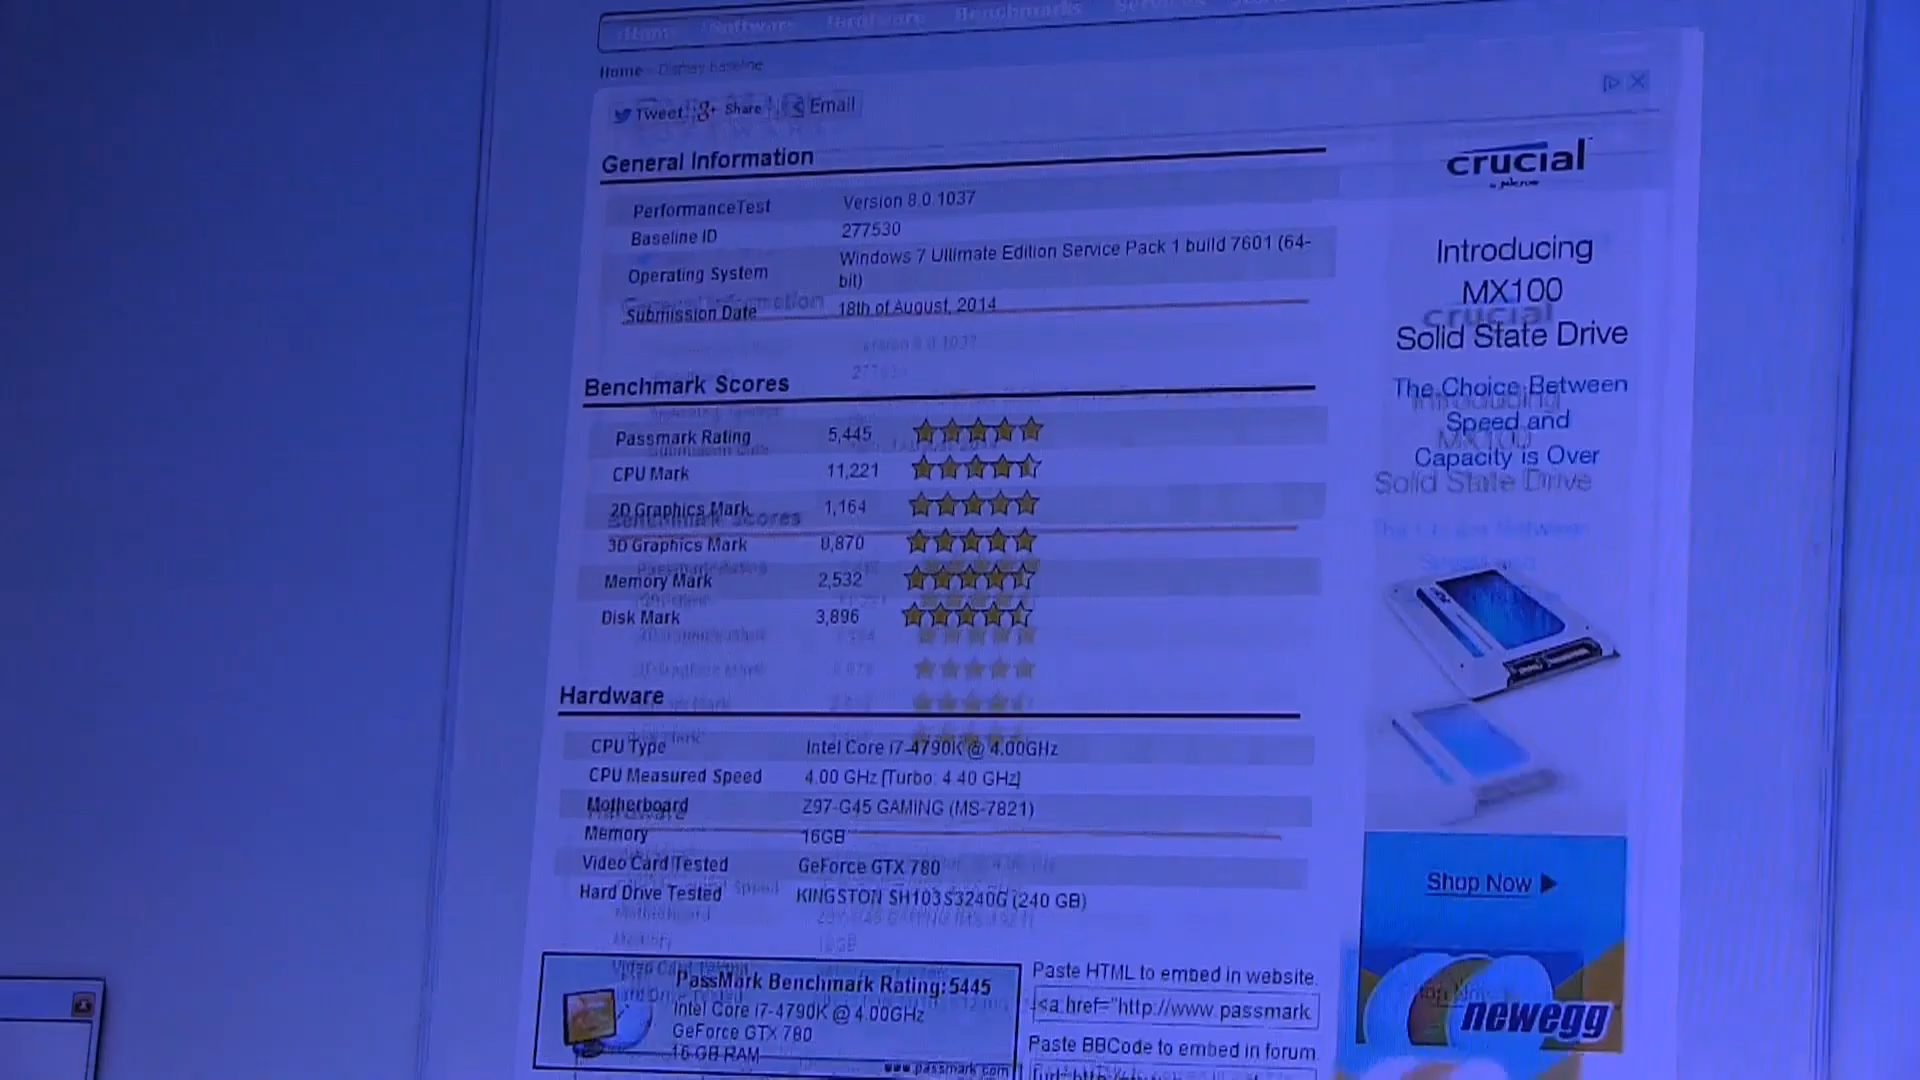 Home Software Hardware Benchmarks
Home » Display baseline
Tweet Share Email
General Information
PerformanceTest Version 8.0.1037
Baseline ID 277530
Operating System Windows 7 Ultimate Edition Service Pack 1 build 7601 (64-
bit)
Submission Date 18th of August, 2014
Benchmark Scores
Passmark Rating 5,445
CPU Mark 11,221
2D Graphics Mark 1,164
3D Graphics Mark 8,870
Memory Mark 2,532
Disk Mark 3,896
Hardware
CPU Type Intel Core i7-4790K @ 4.00GHz
CPU Measured Speed 4.00 GHz [Turbo: 4.40 GHz]
Motherboard Z97-G45 GAMING (MS-7821)
Memory 16GB
Video Card Tested GeForce GTX 780
Hard Drive Tested KINGSTON SH103S3240G (240 GB)
PassMark Benchmark Rating: 5445
Intel Core i7-4790K @ 4.00GHz
GeForce GTX 780
16 GB RAM
www.passmark.com
Paste HTML to embed in website.
<a href="http://www.passmark
Paste BBCode to embed in forum.
crucial
Introducing
MX100
Solid State Drive
The Choice Between
Speed and
Capacity is Over
Shop Now
newegg